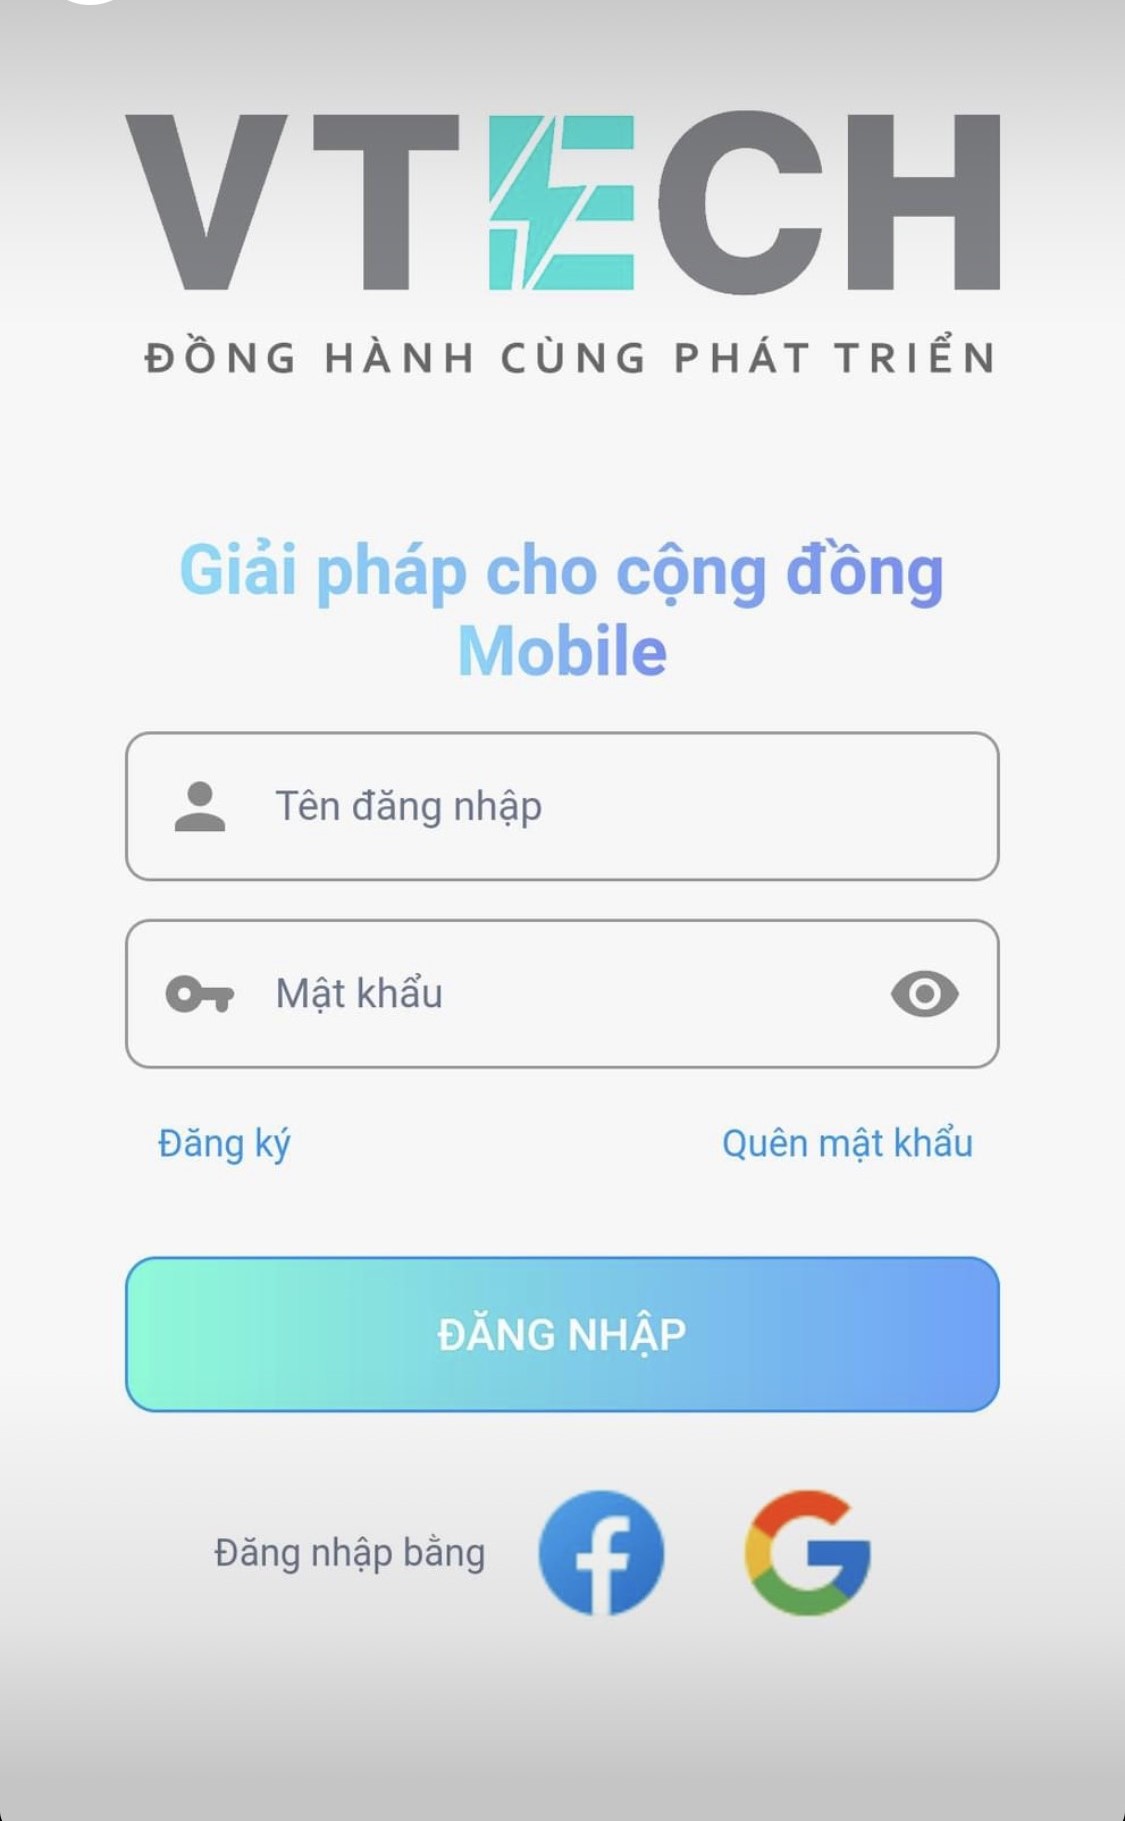 VTECH
ĐỒNG HÀNH CÙNG PHÁT TRIỂN
Giải pháp cho cộng đồng
Mobile
Tên đăng nhập
Mật khẩu
Đăng ký
Quên mật khẩu
ĐĂNG NHẬP
Đăng nhập bằng